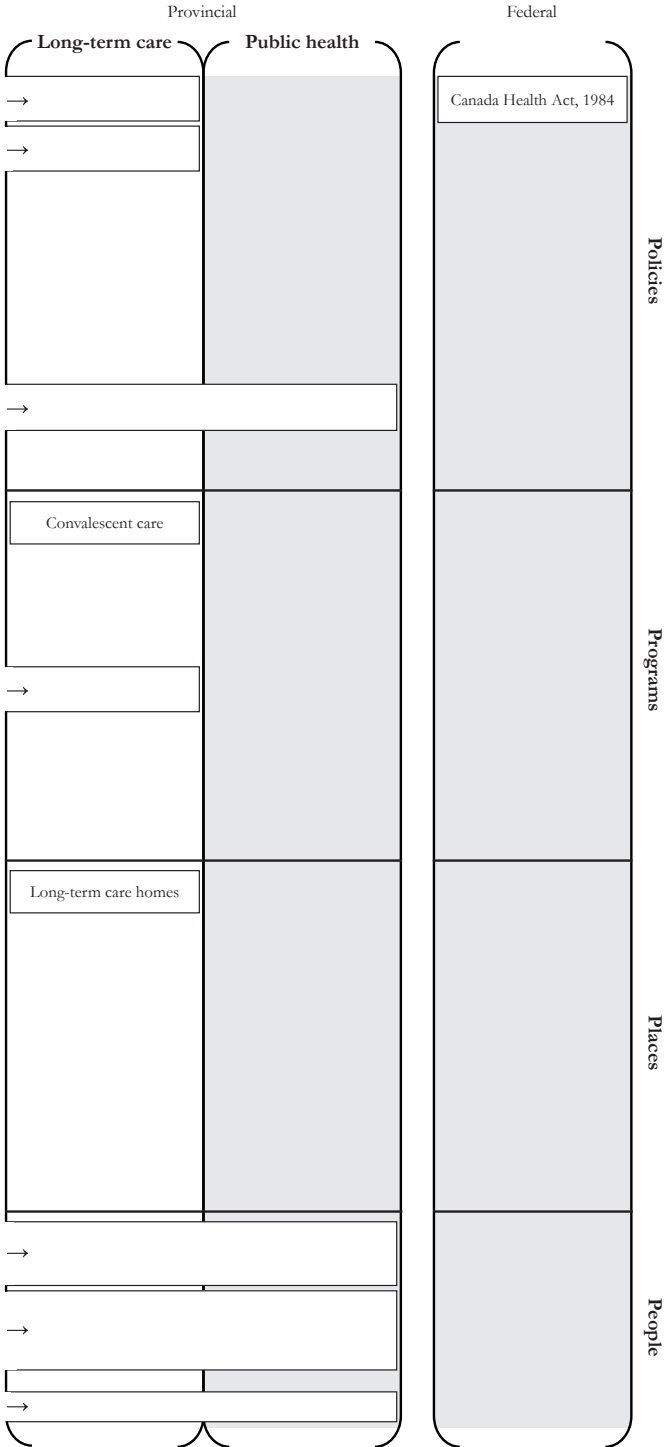 Provincial
Federal
Long-term care
Public health
→
Canada Health Act, 1984
→
Policies
→
Convalescent care
Programs
→
Long-term care homes
Places
→
People
→
→